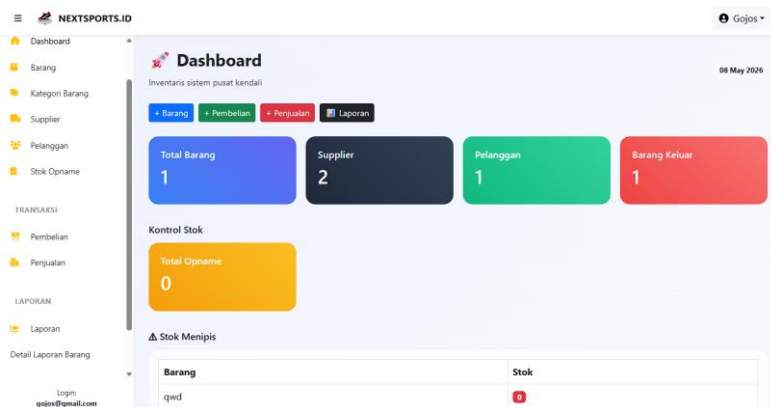 NEXTSPORTS.ID
Gojos
Dashboard
Barang
Kategori Barang
Supplier
Pelanggan
Stok Opname
TRANSAKSI
Pembelian
Penjualan
LAPORAN
Laporan
Detail Laporan Barang
Login:
gojos@gmail.com
Dashboard
08 May 2026
Inventaris sistem pusat kendali
+ Barang
+ Pembelian
+ Penjualan
Laporan
Total Barang
1
Supplier
2
Pelanggan
1
Barang Keluar
1
Kontrol Stok
Total Opname
0
Stok Menipis
Barang Stok
qwd 0